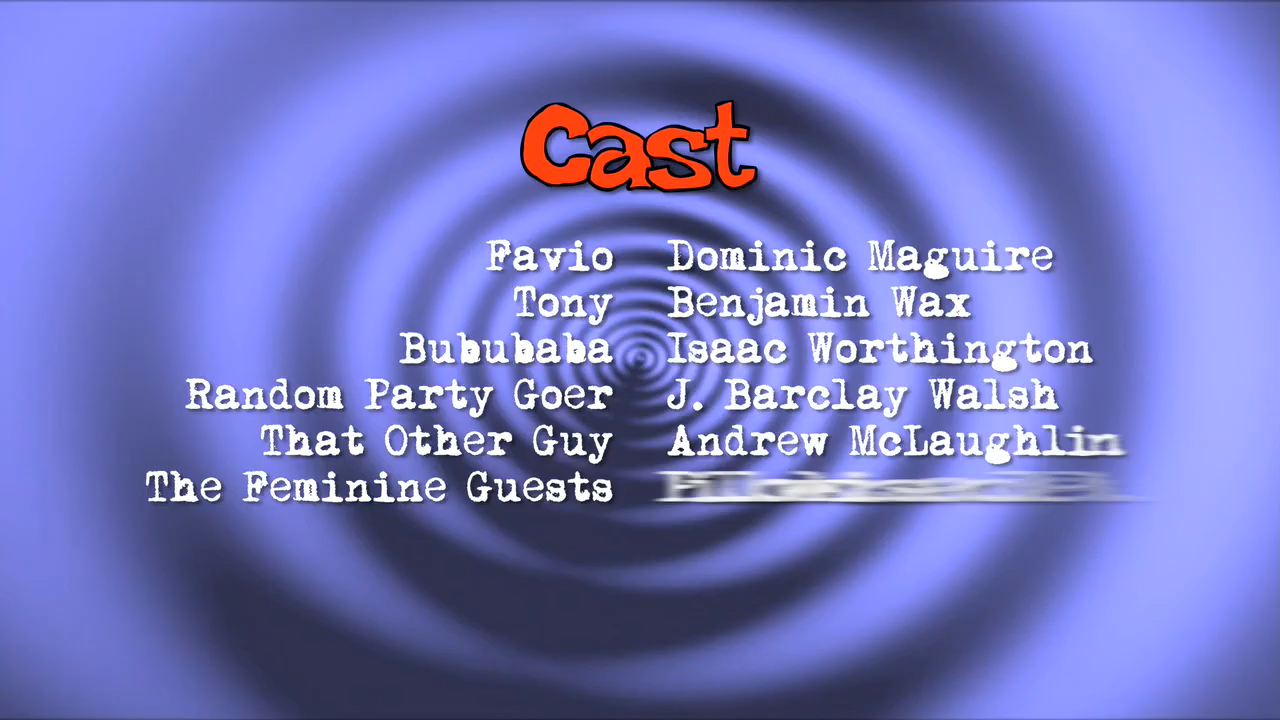 Cast
Favio Dominic Maguire
Tony Benjamin Wax
Bububaba Isaac Worthington
Random Party Goer J. Barclay Walsh
That Other Guy Andrew McLaughlin
The Feminine Guests